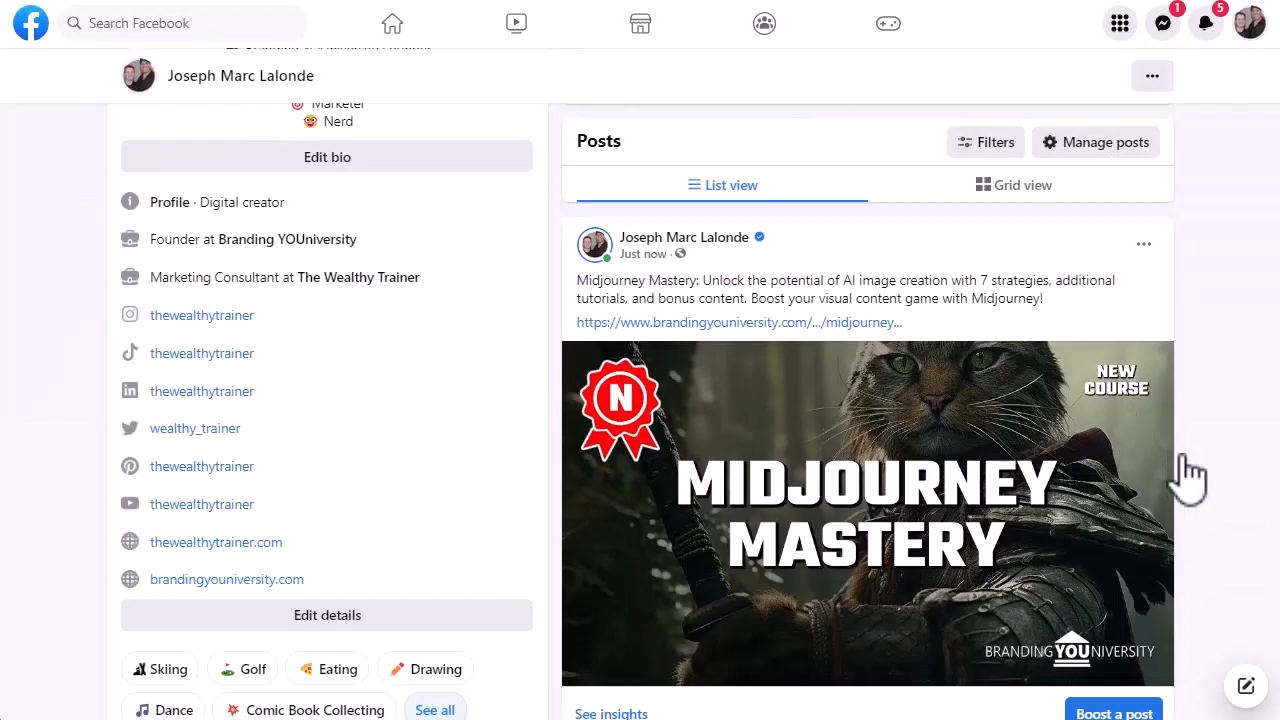 Search Facebook
1
5
Joseph Marc Lalonde
Marketer
Nerd
Edit bio
Profile · Digital creator
Founder at Branding YOUniversity
Marketing Consultant at The Wealthy Trainer
thewealthytrainer
thewealthytrainer
thewealthytrainer
wealthy_trainer
thewealthytrainer
thewealthytrainer
thewealthytrainer.com
brandingyouniversity.com
Edit details
Skiing
Golf
Eating
Drawing
Dance
Comic Book Collecting
See all
Posts
Filters
Manage posts
List view
Grid view
Joseph Marc Lalonde
Just now ·
Midjourney Mastery: Unlock the potential of AI image creation with 7 strategies, additional
tutorials, and bonus content. Boost your visual content game with Midjourney!
https://www.brandingyouniversity.com/.../midjourney...
N
NEW
COURSE
MIDJOURNEY
MASTERY
BRANDINGYOUNIVERSITY
See insights
Boost a post